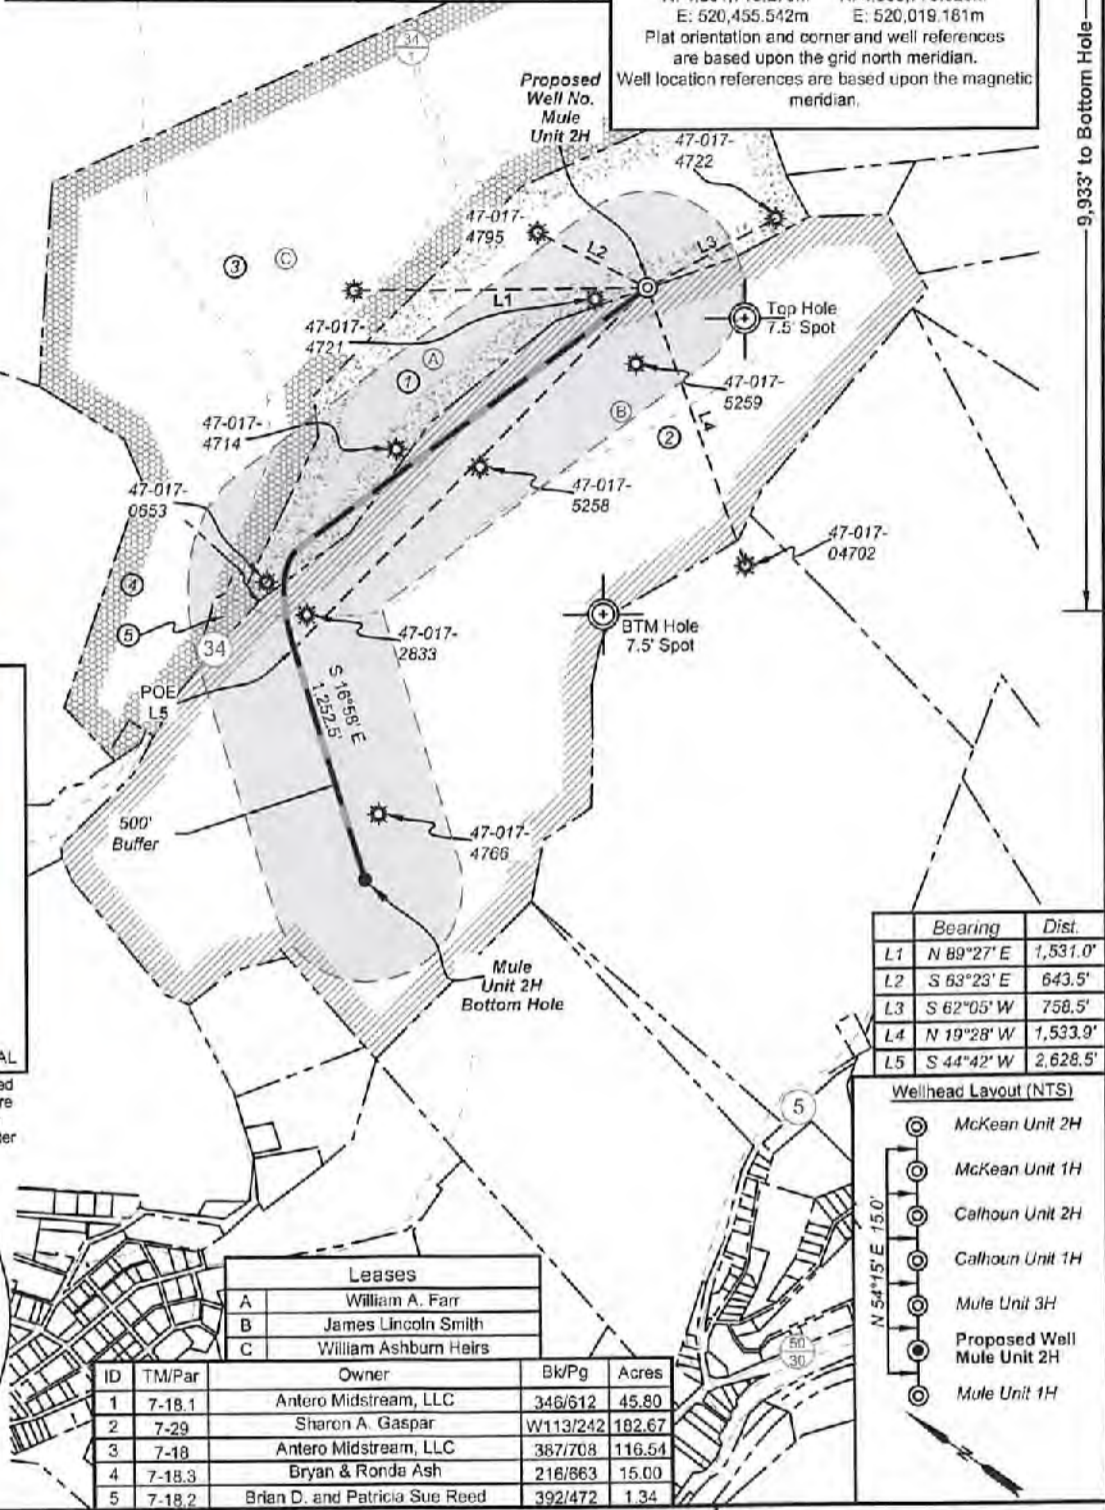 E: 520,455.542m E: 520,019.181m
Plat orientation and corner and well references
are based upon the grid north meridian.
Well location references are based upon the magnetic
meridian.
9,933' to Bottom Hole
34
1
Proposed
Well No.
Mule
Unit 2H
47-017-
4722
47-017-
4795
L2
L3
3
C
L1
Top Hole
7.5' Spot
47-017-
4721
A
1
47-017-
5259
B
2
L4
47-017-
4714
47-017-
5258
47-017-
0653
47-017-
04702
4
5
BTM Hole
7.5' Spot
34
47-017-
2833
POE
L5
S 16°58' E
1,252.5'
500'
Buffer
47-017-
4766
Mule
Unit 2H
Bottom Hole
Bearing Dist.
L1 N 89°27' E 1,531.0'
L2 S 63°23' E 643.5'
L3 S 62°05' W 758.5'
L4 N 19°28' W 1,533.9'
L5 S 44°42' W 2,628.5'
AL
ed
re
ter
5
Wellhead Layout (NTS)
McKean Unit 2H
McKean Unit 1H
Calhoun Unit 2H
Calhoun Unit 1H
Mule Unit 3H
Proposed Well
Mule Unit 2H
Mule Unit 1H
N 54°15' E 15.0'
N
50
30
Leases
A William A. Farr
B James Lincoln Smith
C William Ashburn Heirs
ID TM/Par Owner Bk/Pg Acres
1 7-18.1 Antero Midstream, LLC 346/612 45.80
2 7-29 Sharon A. Gaspar W113/242 182.67
3 7-18 Antero Midstream, LLC 387/708 116.54
4 7-18.3 Bryan & Ronda Ash 216/663 15.00
5 7-18.2 Brian D. and Patricia Sue Reed 392/472 1.34